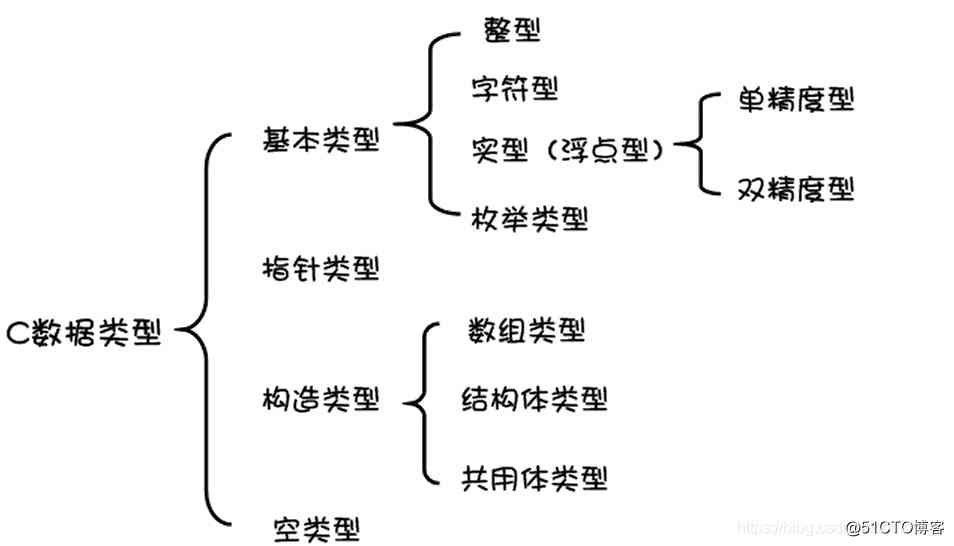 C数据类型
基本类型
整型
字符型
实型（浮点型）
单精度型
双精度型
枚举类型
指针类型
构造类型
数组类型
结构体类型
共用体类型
空类型
@51CTO博客